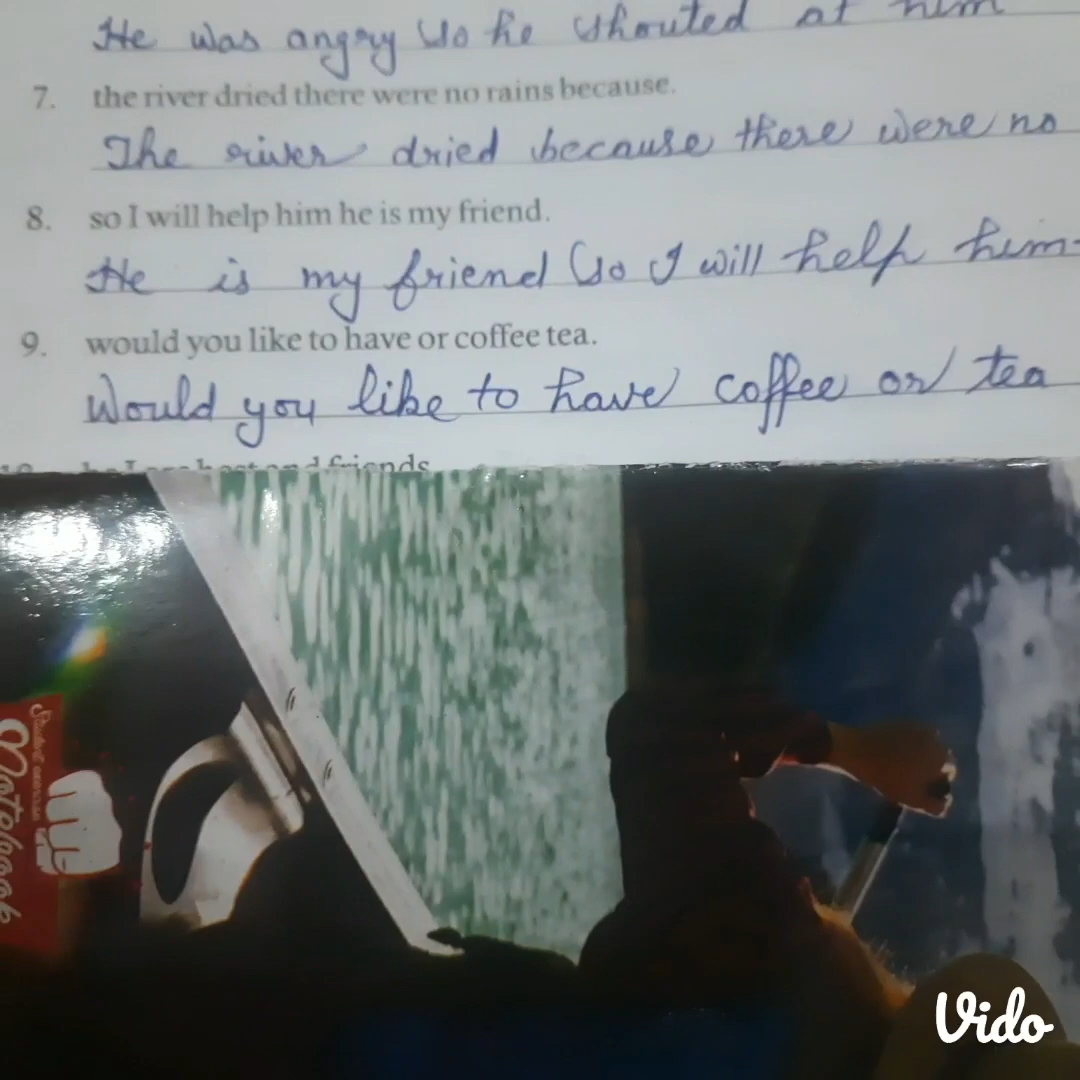 He was angry so he shouted at him
7. the river dried there were no rains because.
The river dried because there were no
8. so I will help him he is my friend.
He is my friend so I will help him.
9. would you like to have or coffee tea.
Would you like to have coffee or tea
and friends
Notebook
Vido